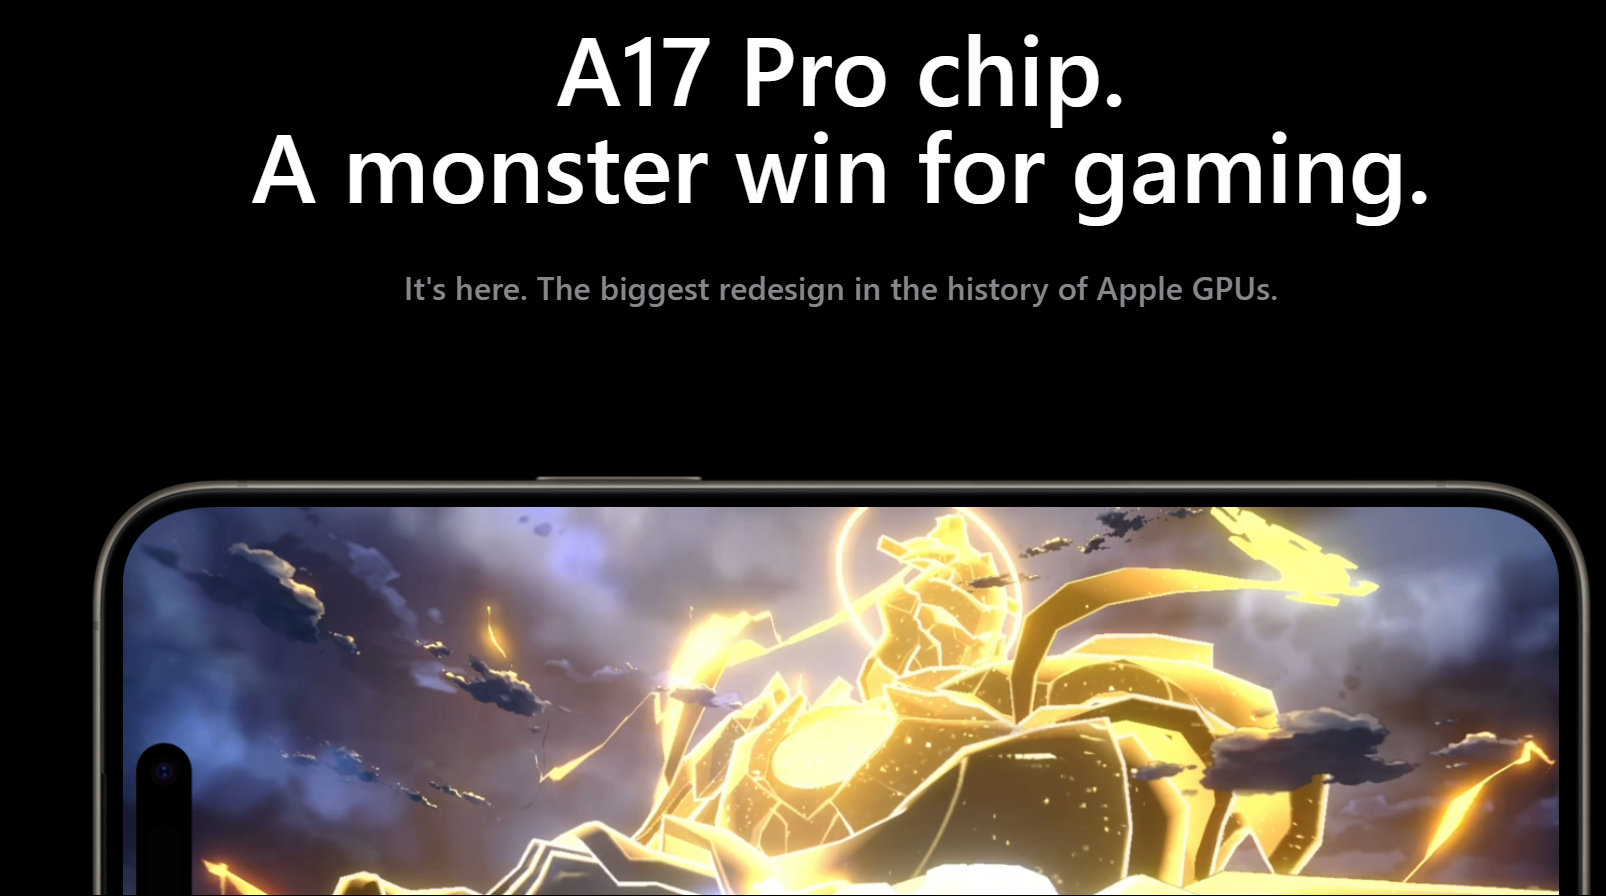 A17 Pro chip.
A monster win for gaming.
It's here. The biggest redesign in the history of Apple GPUs.